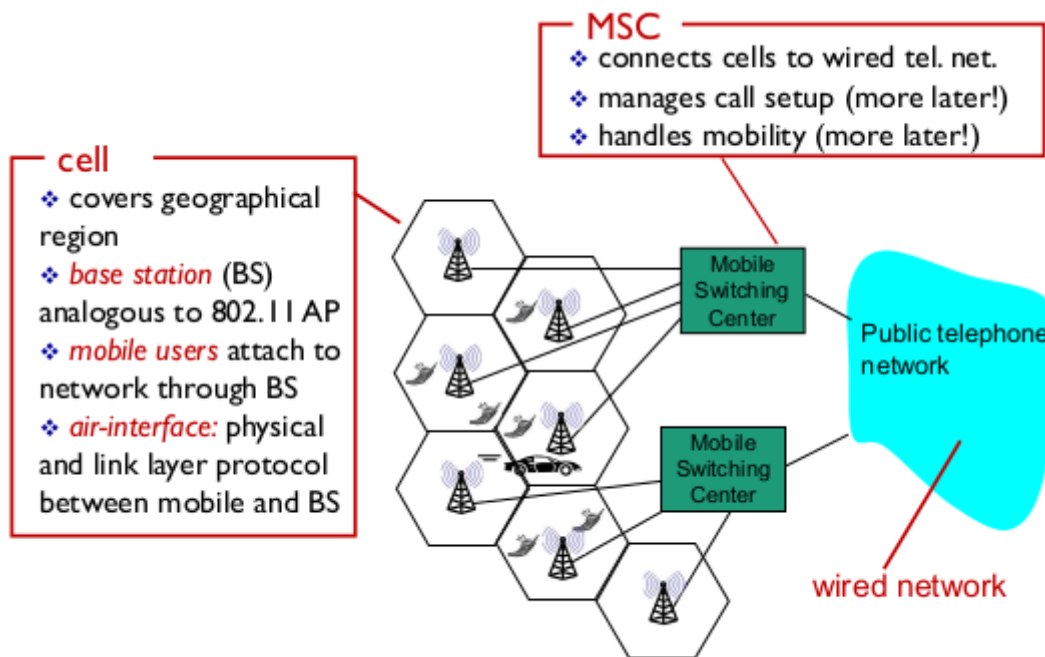 MSC
❖ connects cells to wired tel. net.
❖ manages call setup (more later!)
❖ handles mobility (more later!)
cell
❖ covers geographical
region
❖ base station (BS)
analogous to 802.11 AP
❖ mobile users attach to
network through BS
❖ air-interface: physical
and link layer protocol
between mobile and BS
Mobile
Switching
Center
Public telephone
network
Mobile
Switching
Center
wired network